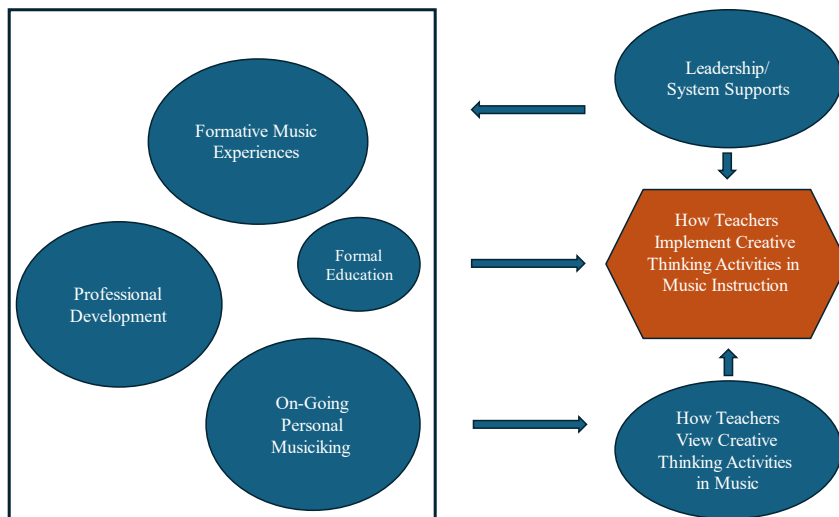 Formative Music
Experiences
Formal
Education
Professional
Development
On-Going
Personal
Musiciking
Leadership/
System Supports
How Teachers
Implement Creative
Thinking Activities in
Music Instruction
How Teachers
View Creative
Thinking Activities
in Music